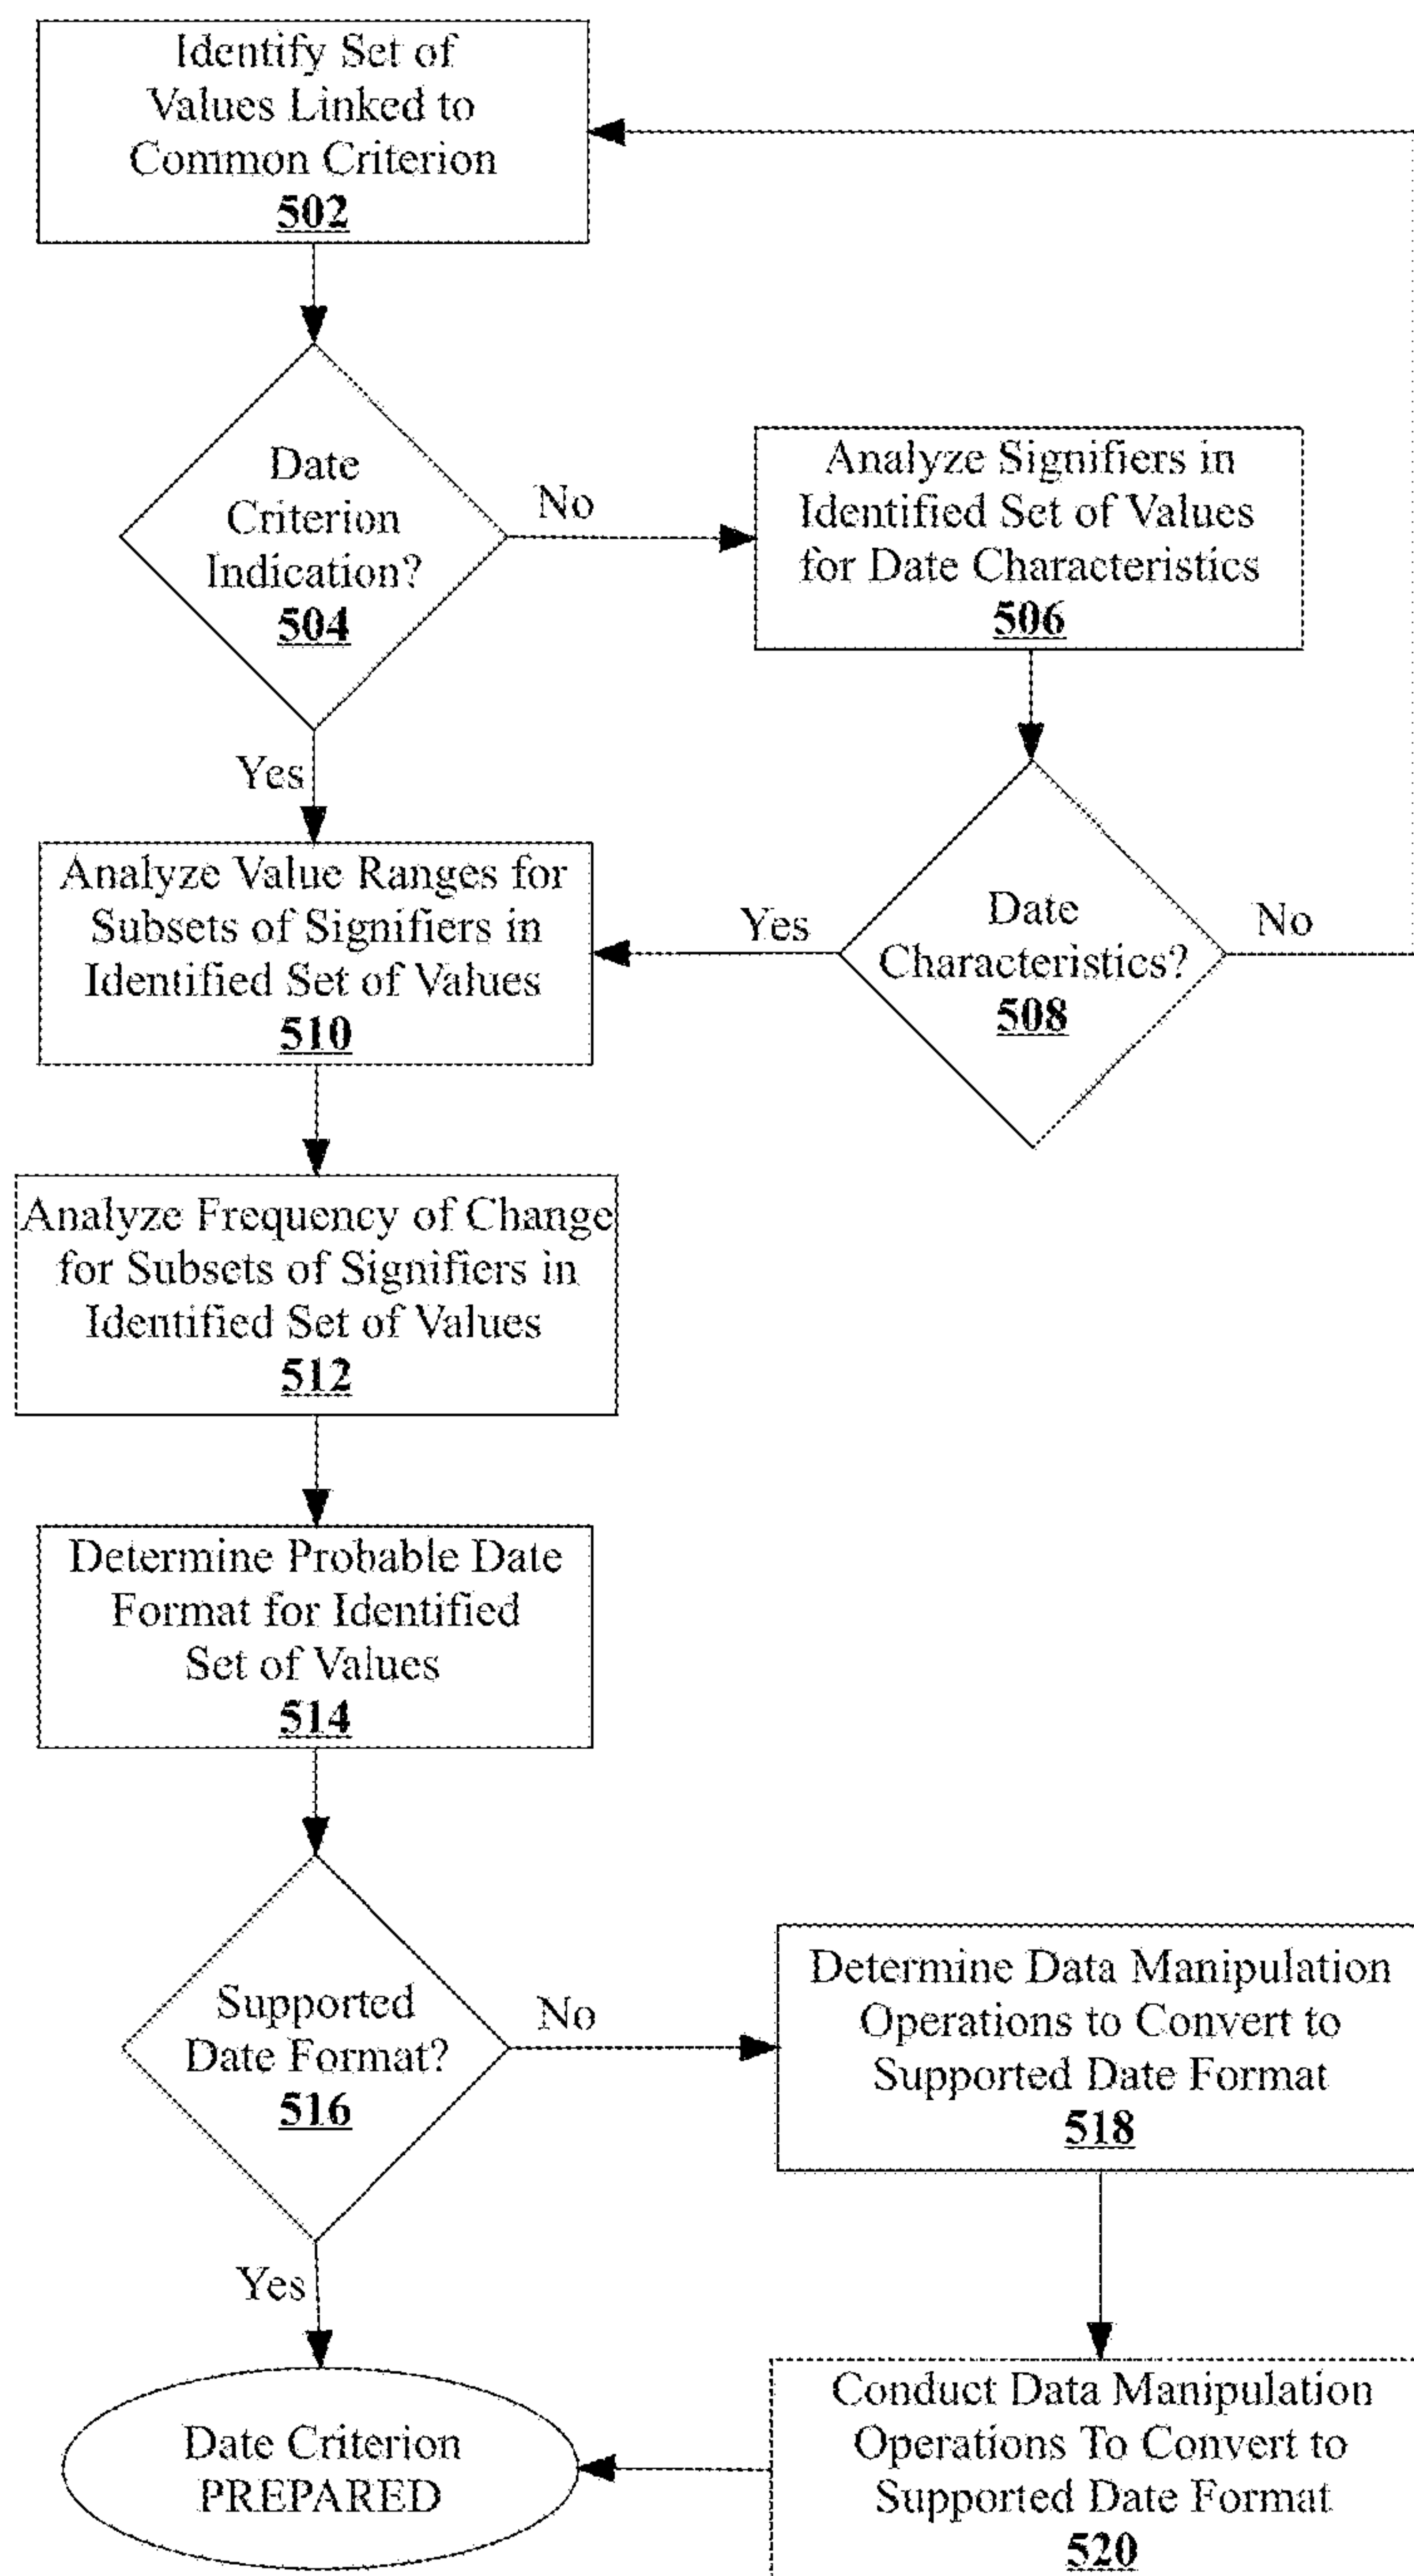 Identify Set of
Values Linked to
Common Criterion
502
Date
Criterion
Indication?
504
No
Analyze Signifiers in
Identified Set of Values
for Date Characteristics
506
Yes
Analyze Value Ranges for
Subsets of Signifiers in
Identified Set of Values
510
Yes
Date
Characteristics?
508
No
Analyze Frequency of Change
for Subsets of Signifiers in
Identified Set of Values
512
Determine Probable Date
Format for Identified
Set of Values
514
Supported
Date Format?
516
No
Determine Data Manipulation
Operations to Convert to
Supported Date Format
518
Yes
Date Criterion
PREPARED
Conduct Data Manipulation
Operations To Convert to
Supported Date Format
520